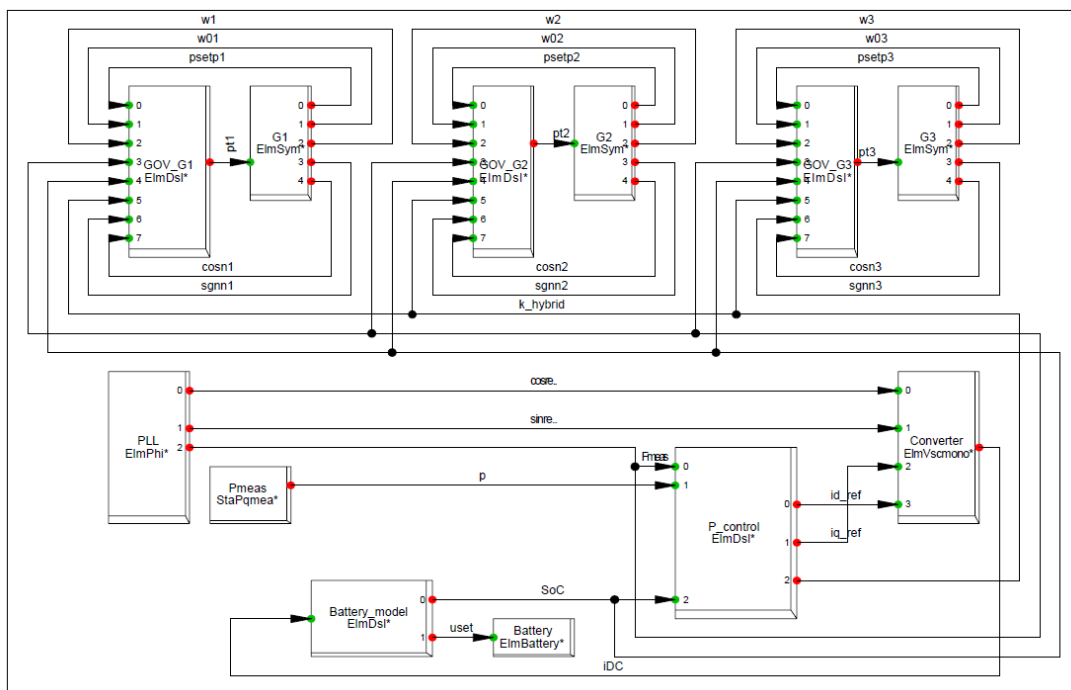 w1
w2
w3
w01
w02
w03
psetp1
psetp2
psetp3
0
1
2
3
4
5
6
7
GOV_G1
ElmDsl*
pt1
G1
ElmSym*
0
1
2
3
4
0
1
2
3
4
5
6
7
GOV_G2
ElmDsl*
pt2
G2
ElmSym*
0
1
2
3
4
0
1
2
3
4
5
6
7
GOV_G3
ElmDsl*
pt3
G3
ElmSym*
0
1
2
3
4
cosn1
cosn2
cosn3
sgnn1
sgnn2
sgnn3
k_hybrid
PLL
ElmPhi*
0
1
2
cosre..
sinre..
Fmeas
Converter
ElmVscmono*
0
1
2
3
Pmeas
StaPqmea*
p
P_control
ElmDsl*
0
1
2
0
1
2
id_ref
iq_ref
Battery_model
ElmDsl*
0
1
SoC
uset
Battery
ElmBattery*
iDC